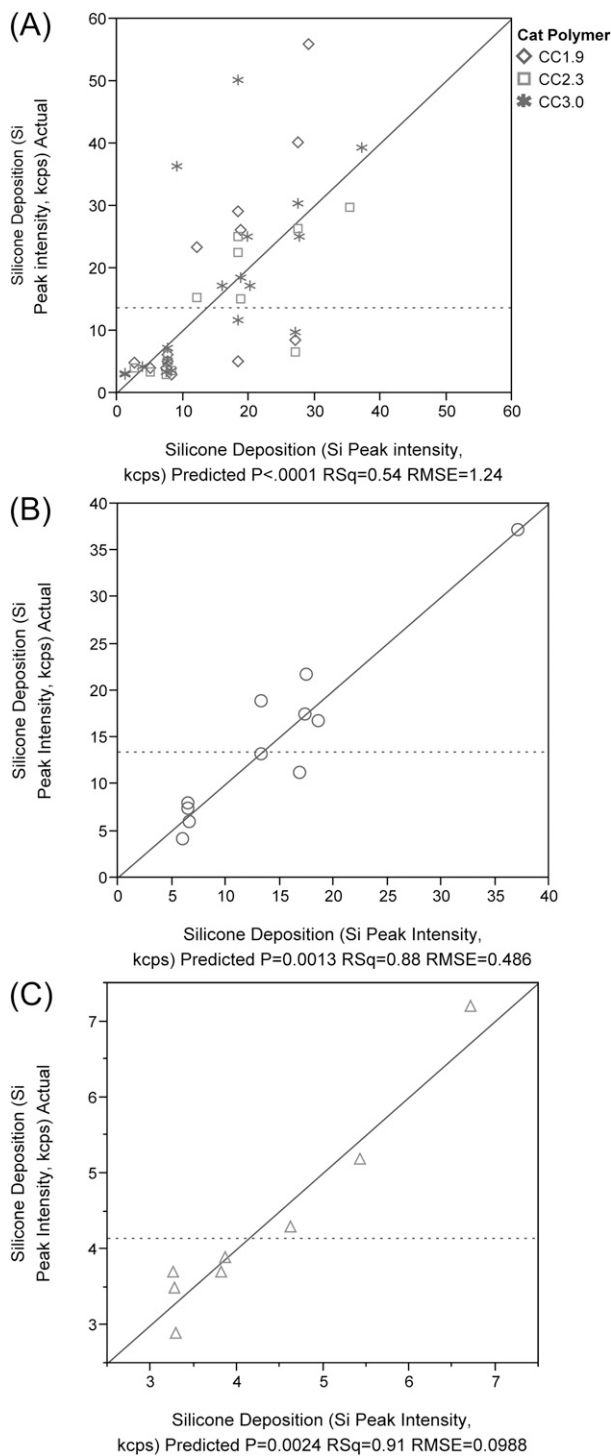 (A)
Silicone Deposition (Si
Peak intensity, kcps) Actual
60
50
40
30
20
10
0
0 10 20 30 40 50 60
Cat Polymer
CC1.9
CC2.3
CC3.0
Silicone Deposition (Si Peak intensity,
kcps) Predicted P<.0001 RSq=0.54 RMSE=1.24
(B)
Silicone Deposition (Si
Peak Intensity, kcps) Actual
40
35
30
25
20
15
10
5
0
0 5 10 15 20 25 30 35 40
Silicone Deposition (Si Peak Intensity,
kcps) Predicted P=0.0013 RSq=0.88 RMSE=0.486
(C)
Silicone Deposition (Si
Peak Intensity, kcps) Actual
7
6
5
4
3
3 4 5 6 7
Silicone Deposition (Si Peak Intensity,
kcps) Predicted P=0.0024 RSq=0.91 RMSE=0.0988